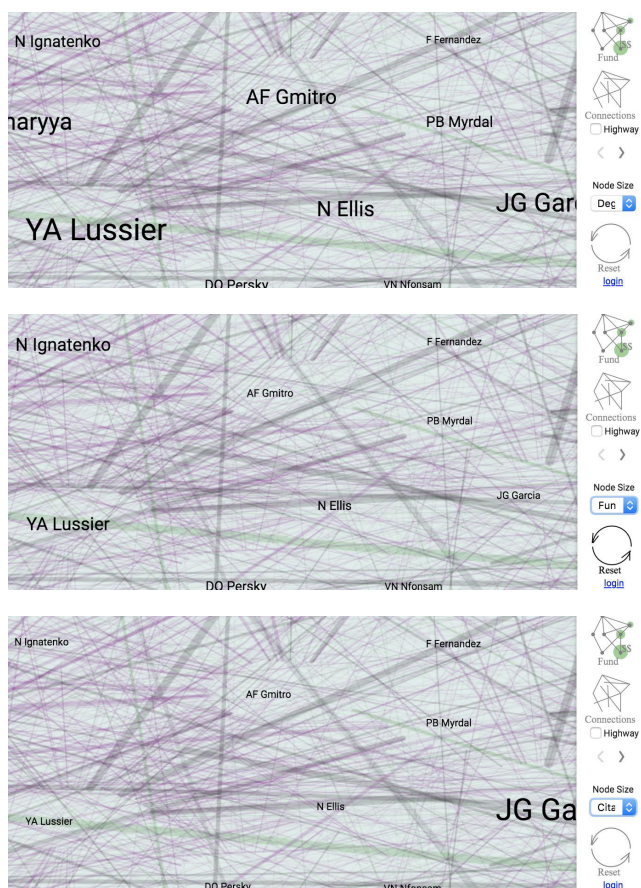 N Ignatenko
F Fernandez
AF Gmitro
naryya
PB Myrdal
N Ellis
JG Gar
YA Lussier
DO Persky
VN Nfonsam
$$
Fund
Connections
Highway
Node Size
Deg
Reset
login
N Ignatenko
F Fernandez
AF Gmitro
PB Myrdal
JG Garcia
N Ellis
YA Lussier
DO Persky
VN Nfonsam
$$
Fund
Connections
Highway
Node Size
Fun
Reset
login
N Ignatenko
F Fernandez
AF Gmitro
PB Myrdal
N Ellis
JG Ga
YA Lussier
DO Persky
VN Nfonsam
$$
Fund
Connections
Highway
Node Size
Cita
Reset
login